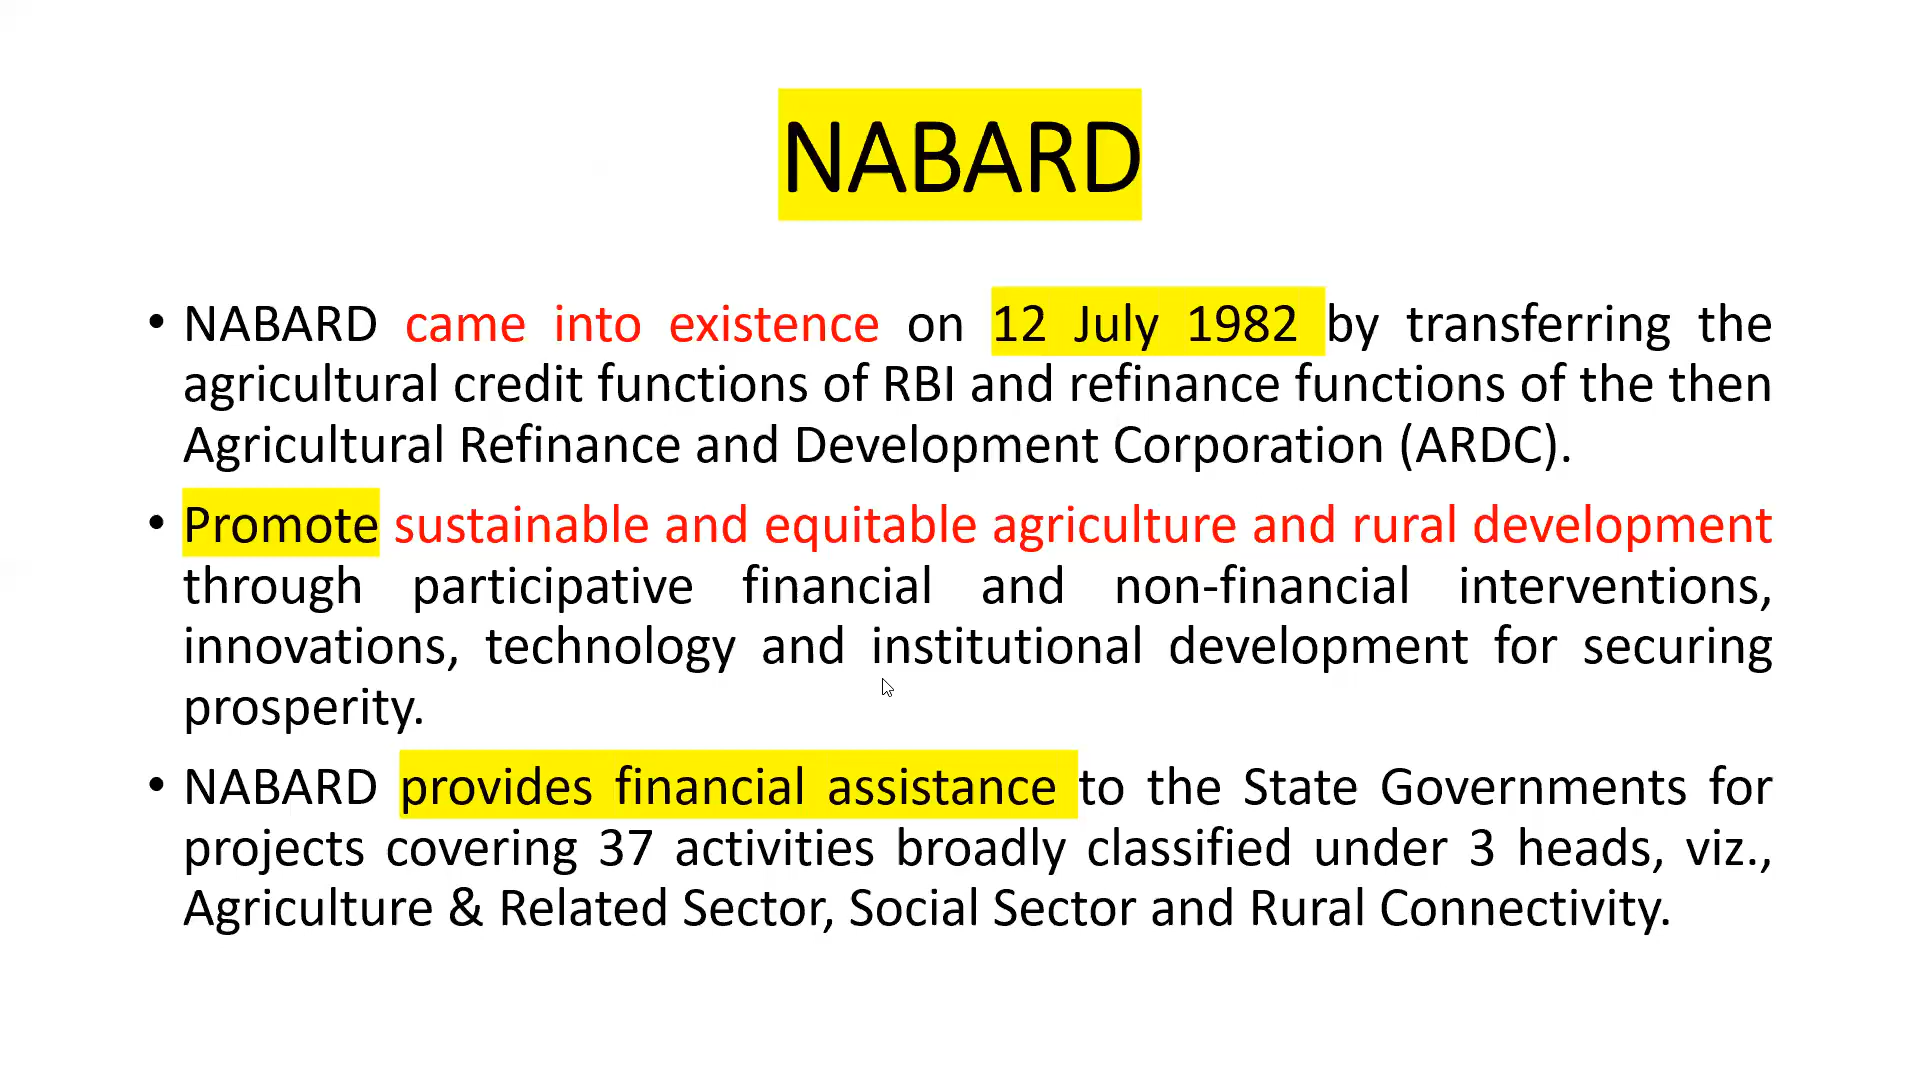 NABARD
• NABARD came into existence on 12 July 1982 by transferring the
agricultural credit functions of RBI and refinance functions of the then
Agricultural Refinance and Development Corporation (ARDC).
• Promote sustainable and equitable agriculture and rural development
through participative financial and non-financial interventions,
innovations, technology and institutional development for securing
prosperity.
• NABARD provides financial assistance to the State Governments for
projects covering 37 activities broadly classified under 3 heads, viz.,
Agriculture & Related Sector, Social Sector and Rural Connectivity.